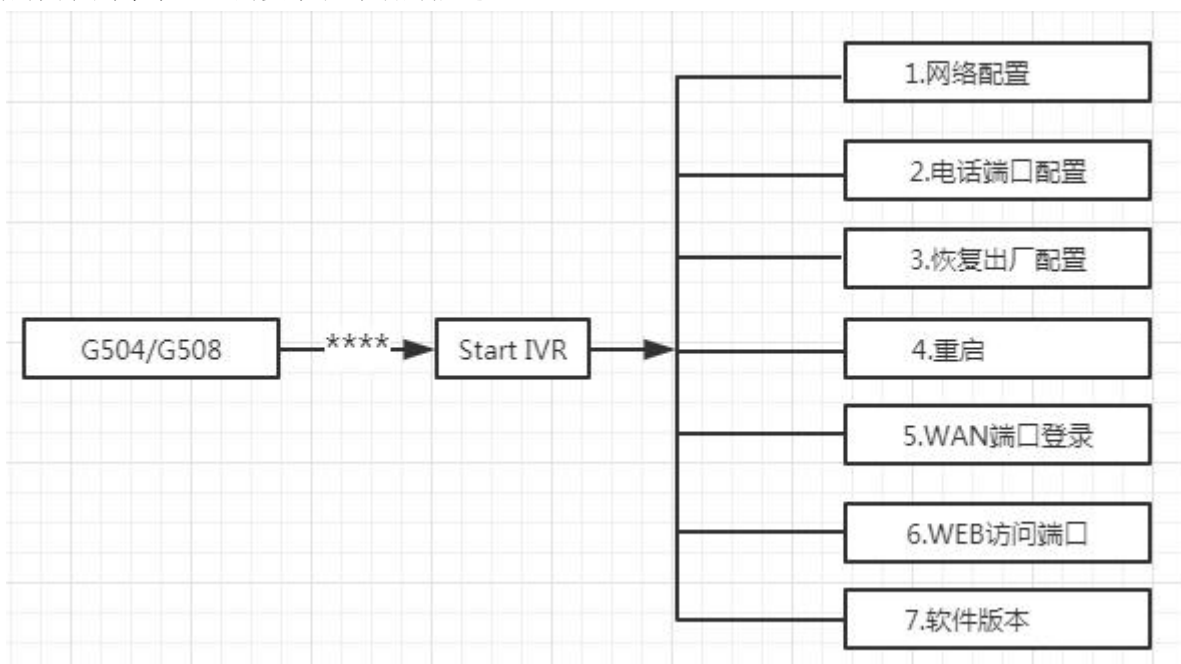 G504/G508
****
Start IVR
1.网络配置
2.电话端口配置
3.恢复出厂配置
4.重启
5.WAN端口登录
6.WEB访问端口
7.软件版本